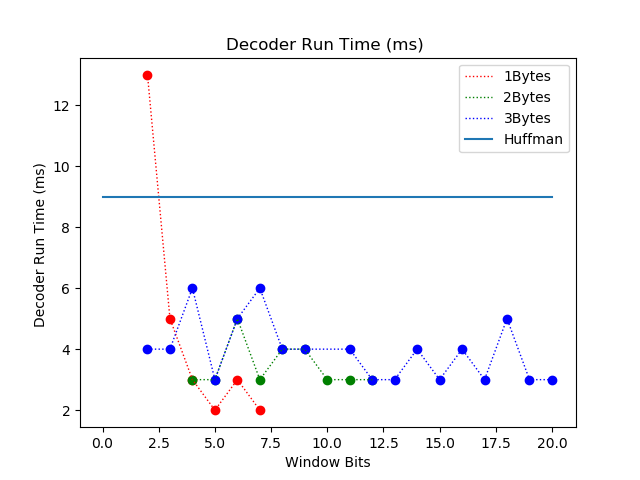 Decoder Run Time (ms)
1Bytes
2Bytes
3Bytes
Huffman
Decoder Run Time (ms)
12
10
8
6
4
2
0.0 2.5 5.0 7.5 10.0 12.5 15.0 17.5 20.0
Window Bits